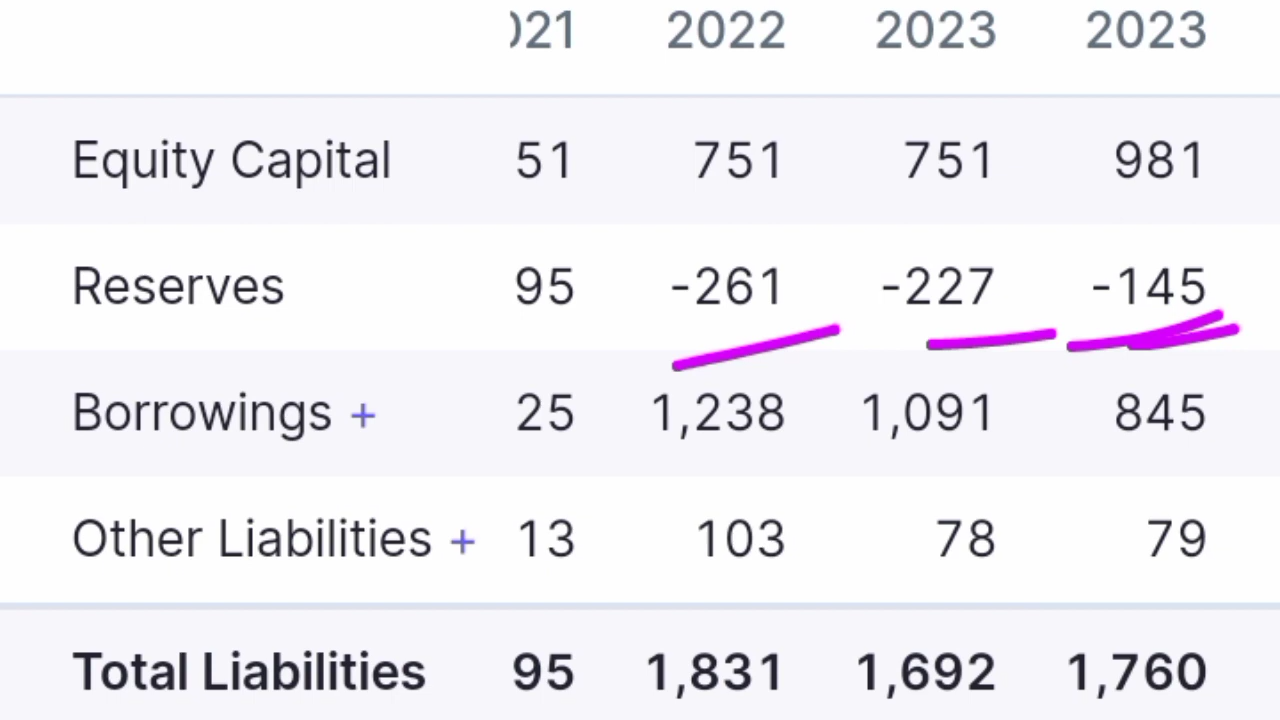 021 2022 2023 2023
Equity Capital 51 751 751 981
Reserves 95 -261 -227 -145
Borrowings + 25 1,238 1,091 845
Other Liabilities + 13 103 78 79
Total Liabilities 95 1,831 1,692 1,760